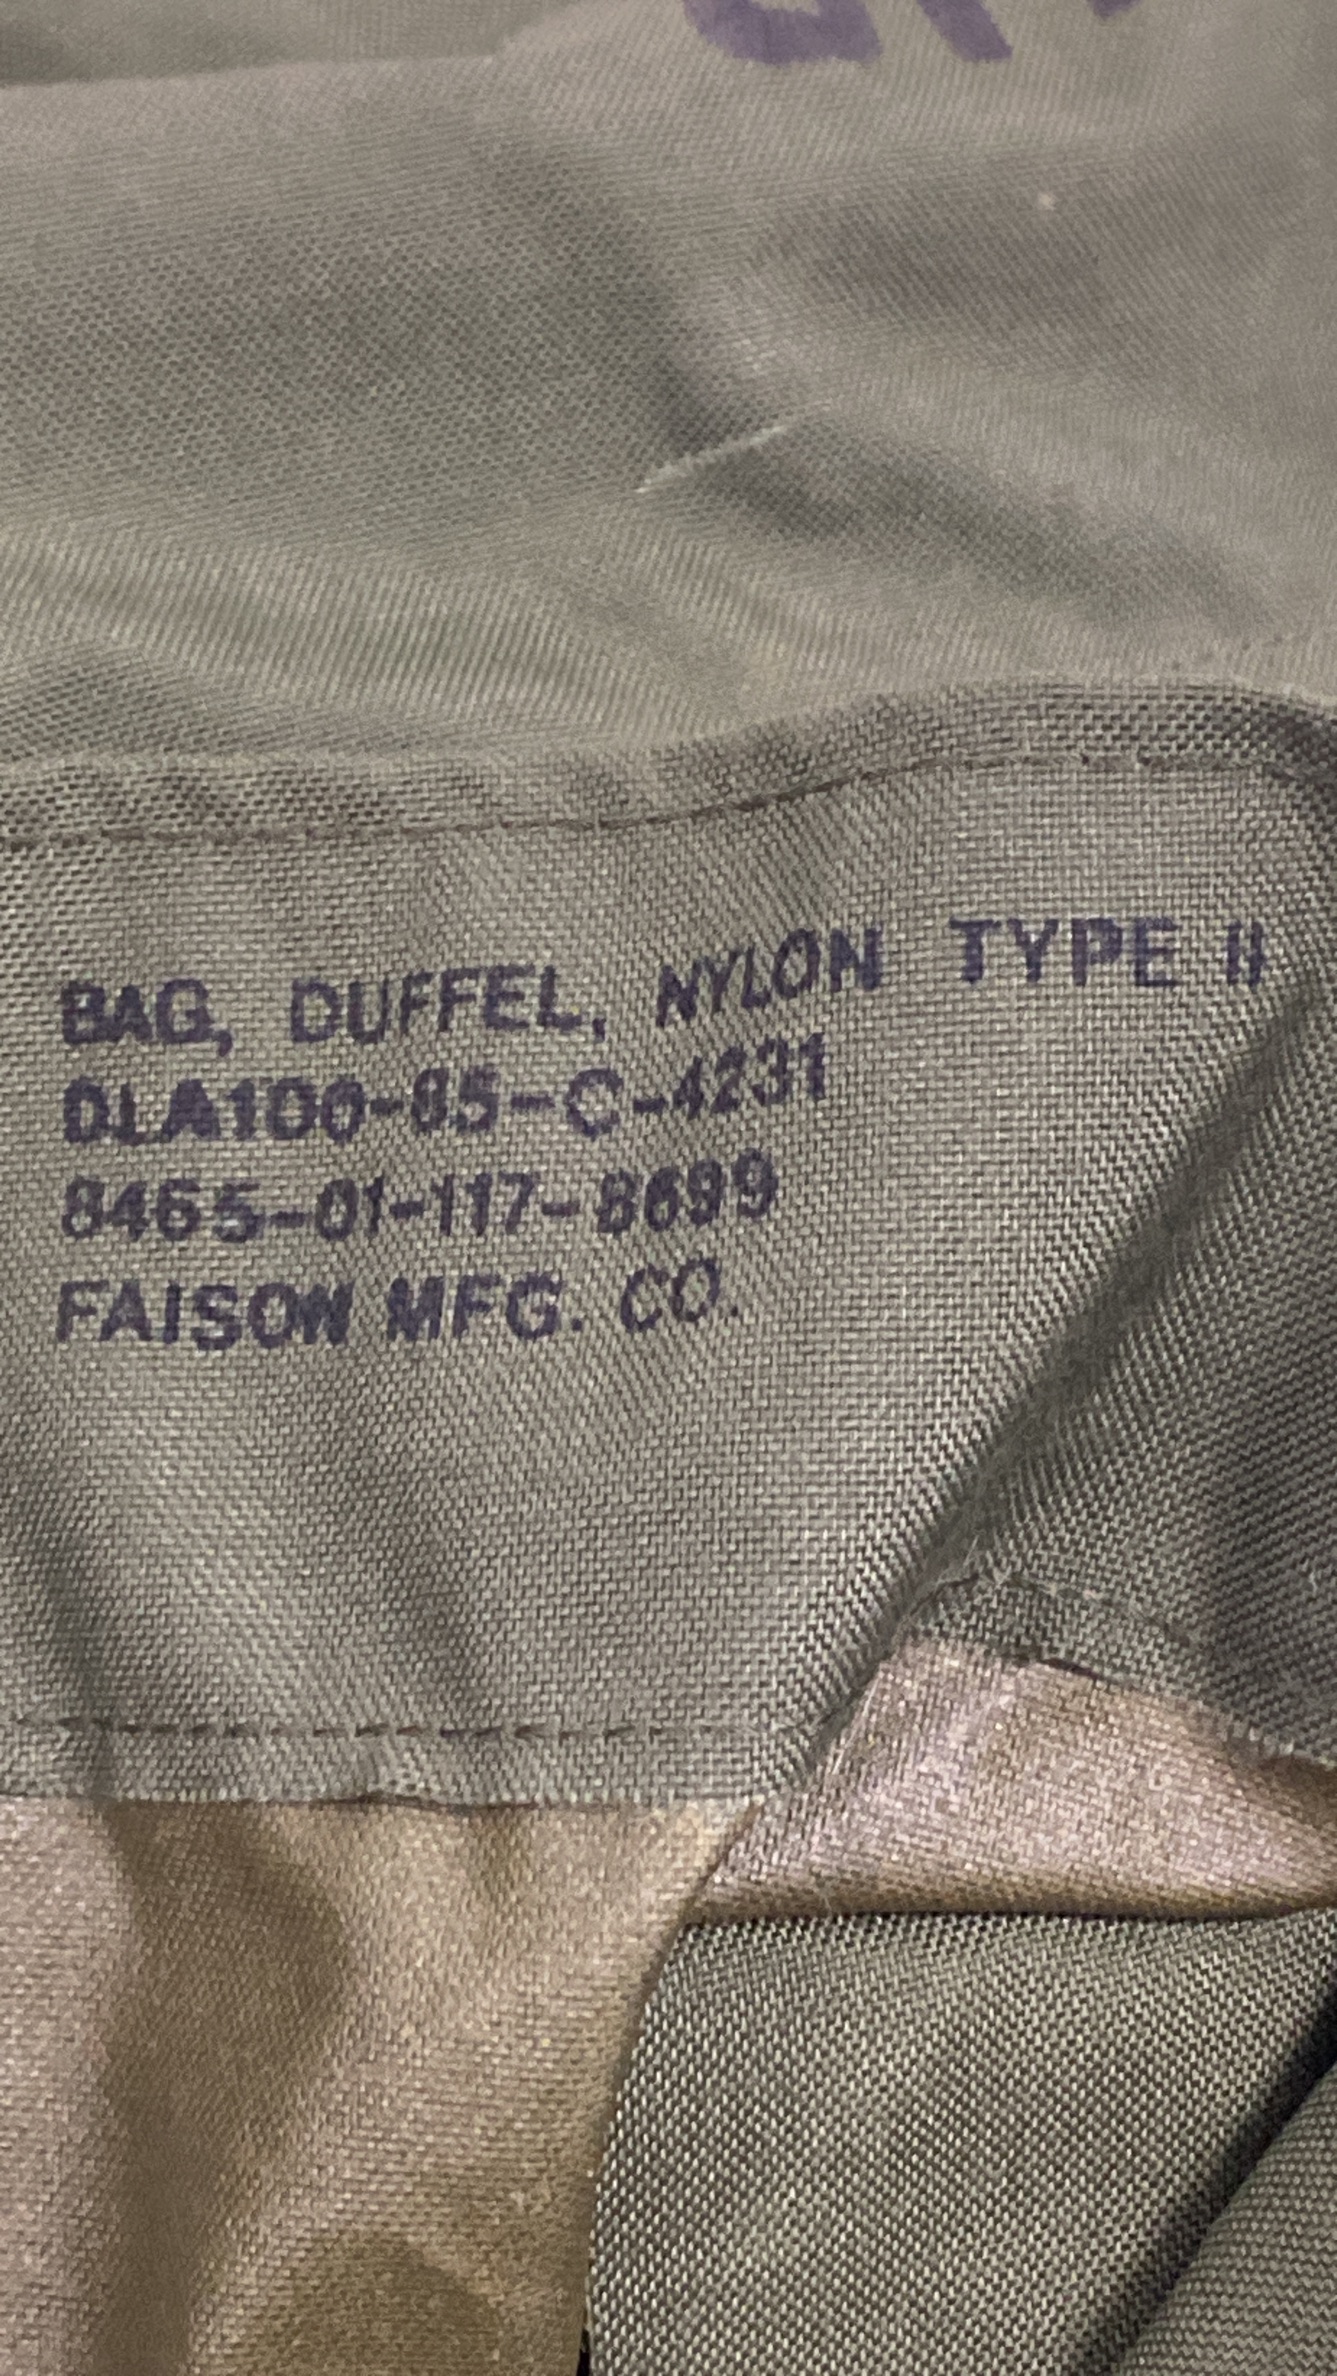 BAG, DUFFEL, NYLON TYPE II
DLA100-85-C-4231
8465-01-117-8699
FAISON MFG. CO.